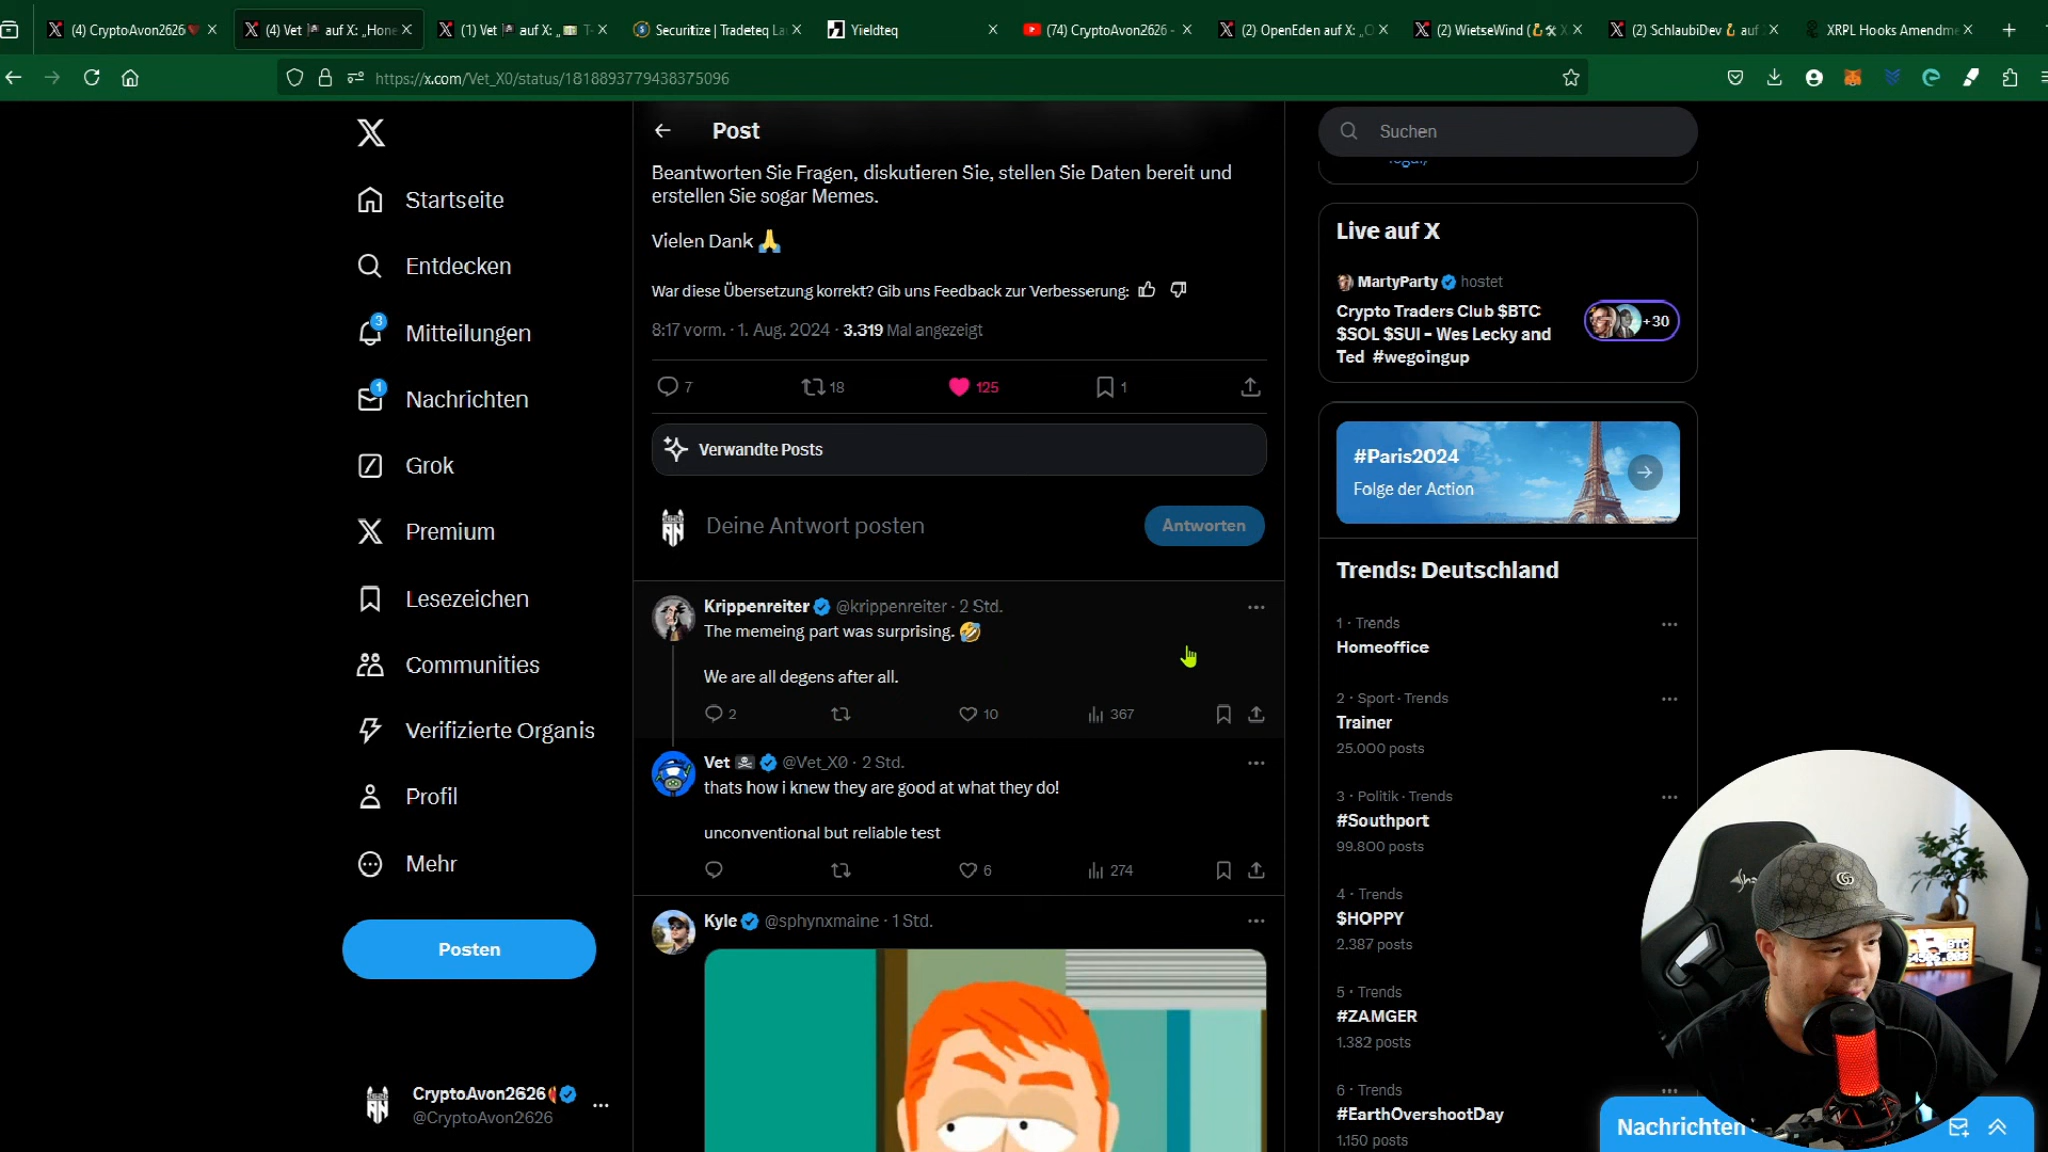 (4) CryptoAvon2626
(4) Vet auf X: „Hone
(1) Vet auf X: „
Securitize | Tradeteq La
Yieldteq
(74) CryptoAvon2626 -
(2) OpenEden auf X: „O
(2) WietseWind (
(2) SchlaubiDev auf
XRPL Hooks Amendme
https://x.com/Vet_X0/status/1818893779438375096
Startseite
Entdecken
3
Mitteilungen
1
Nachrichten
Grok
Premium
Lesezeichen
Communities
Verifizierte Organis
Profil
Mehr
Posten
CryptoAvon2626
@CryptoAvon2626
Post
Beantworten Sie Fragen, diskutieren Sie, stellen Sie Daten bereit und
erstellen Sie sogar Memes.
Vielen Dank 🙏
War diese Übersetzung korrekt? Gib uns Feedback zur Verbesserung:
8:17 vorm. · 1. Aug. 2024 · 3.319 Mal angezeigt
7 18 125 1
Verwandte Posts
Deine Antwort posten
Antworten
Krippenreiter @krippenreiter · 2 Std.
The memeing part was surprising. 🤣
We are all degens after all.
2 10 367
Vet @Vet_X0 · 2 Std.
thats how i knew they are good at what they do!
unconventional but reliable test
6 274
Kyle @sphynxmaine · 1 Std.
Suchen
Live auf X
MartyParty hostet
Crypto Traders Club $BTC
$SOL $SUI - Wes Lecky and
Ted #wegoingup
+30
#Paris2024
Folge der Action
Trends: Deutschland
1 · Trends
Homeoffice
2 · Sport · Trends
Trainer
25.000 posts
3 · Politik · Trends
#Southport
99.800 posts
4 · Trends
$HOPPY
2.387 posts
5 · Trends
#ZAMGER
1.382 posts
6 · Trends
#EarthOvershootDay
1.150 posts
Nachrichten
BTC